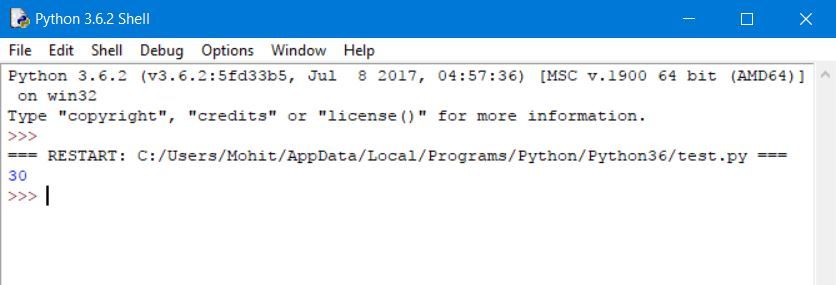 Python 3.6.2 Shell
File Edit Shell Debug Options Window Help
Python 3.6.2 (v3.6.2:5fd33b5, Jul  8 2017, 04:57:36) [MSC v.1900 64 bit (AMD64)]
 on win32
Type "copyright", "credits" or "license()" for more information.
>>>
=== RESTART: C:/Users/Mohit/AppData/Local/Programs/Python/Python36/test.py ===
30
>>>